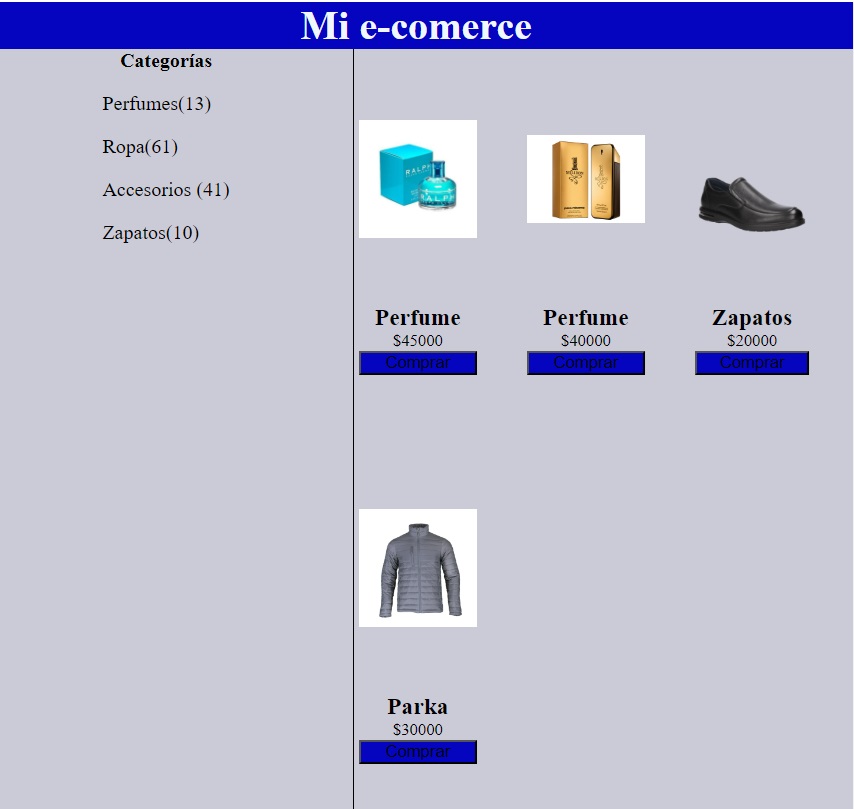 Mi e-comerce
Categorías
Perfumes(13)
Ropa(61)
Accesorios (41)
Zapatos(10)
RALPH
Perfume
$45000
Comprar
Perfume
$40000
Comprar
Zapatos
$20000
Comprar
Parka
$30000
Comprar